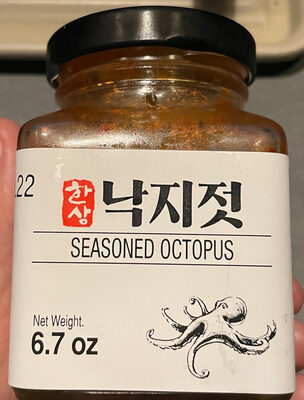 .22
한상
낙지젓
SEASONED OCTOPUS
Net Weight.
6.7 oz